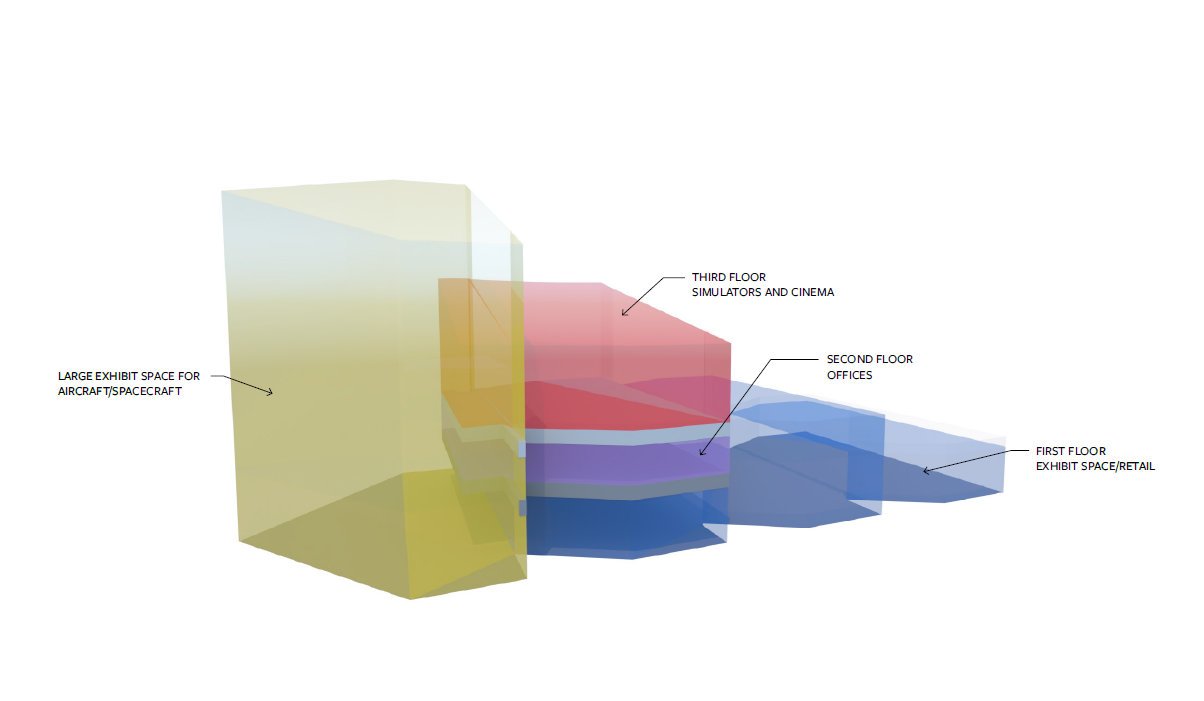 THIRD FLOOR
SIMULATORS AND CINEMA
SECOND FLOOR
OFFICES
LARGE EXHIBIT SPACE FOR
AIRCRAFT/SPACECRAFT
FIRST FLOOR
EXHIBIT SPACE/RETAIL